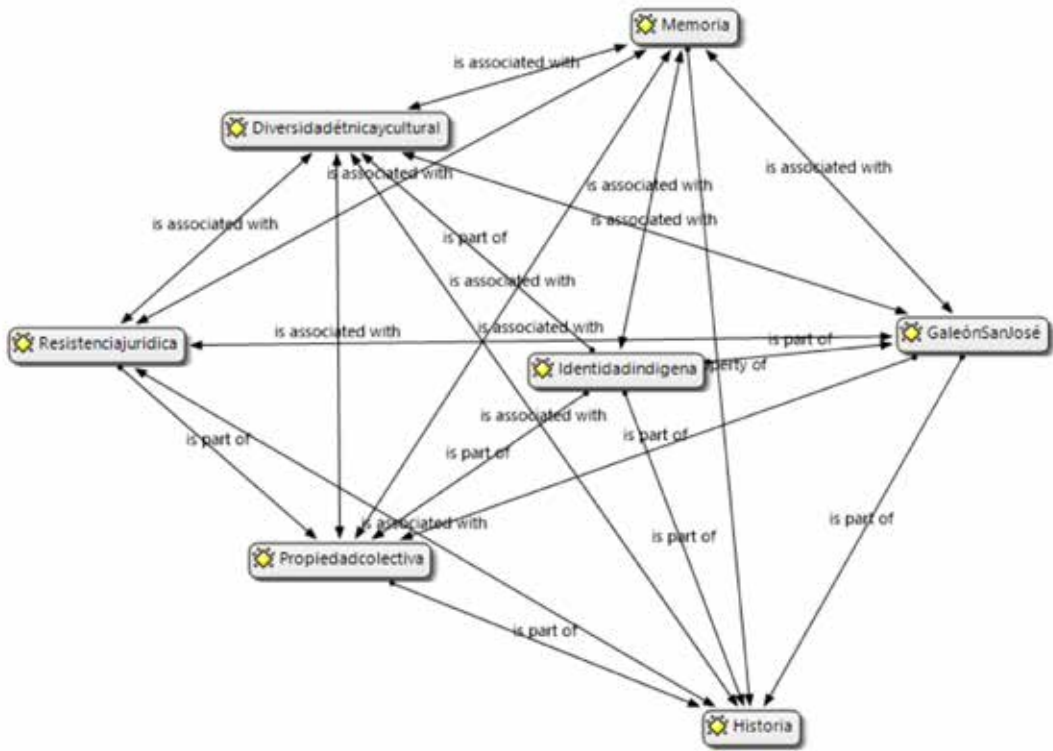 Memoria
is associated with
Diversidadétnicaycultural
is associated with
is associated with
is associated with
is associated with
is associated with
is part of
is associated with
is associated with
is associated with
Resistenciajurídica
GaleónSanJosé
is part of
Identidadindígena
perty of
is associated with
is part of
is part of
is part of
is associated with
is part of
is part of
Propiedadcolectiva
is part of
Historia